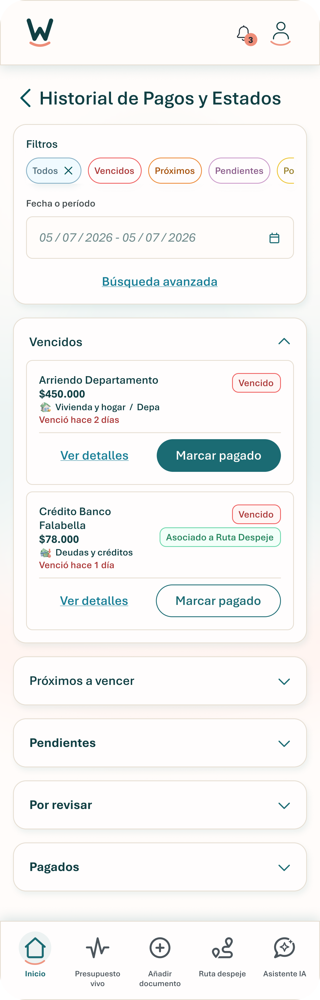 W
3
Historial de Pagos y Estados
Filtros
Todos Vencidos Próximos Pendientes Po
Fecha o período
05 / 07 / 2026 - 05 / 07 / 2026
Búsqueda avanzada
Vencidos
Arriendo Departamento
Vencido
$450.000
Vivienda y hogar / Depa
Venció hace 2 días
Ver detalles
Marcar pagado
Crédito Banco
Falabella
Vencido
Asociado a Ruta Despeje
$78.000
Deudas y créditos
Venció hace 1 día
Ver detalles
Marcar pagado
Próximos a vencer
Pendientes
Por revisar
Pagados
Inicio
Presupuesto
vivo
Añadir
documento
Ruta despeje
Asistente IA